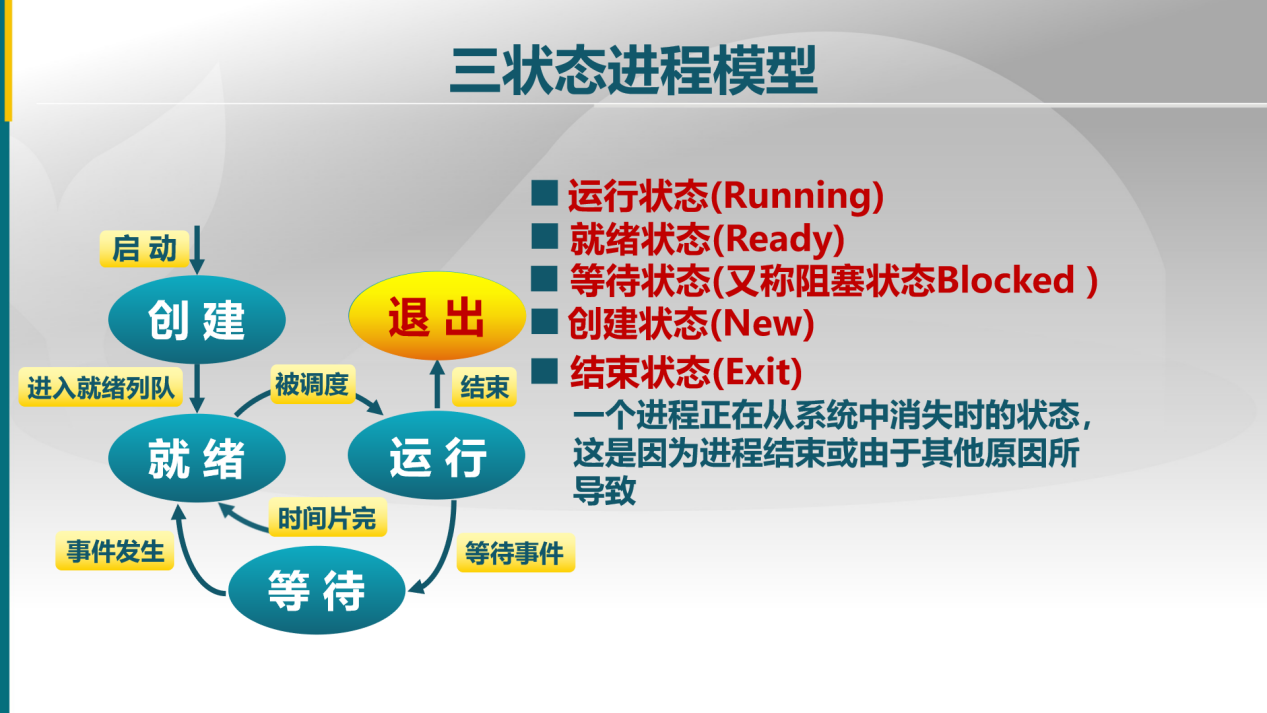 三状态进程模型
启 动
创 建
进入就绪列队
就 绪
被调度
退 出
结束
运 行
时间片完
事件发生
等待事件
等 待
运行状态(Running)
就绪状态(Ready)
等待状态(又称阻塞状态Blocked )
创建状态(New)
结束状态(Exit)
一个进程正在从系统中消失时的状态，
这是因为进程结束或由于其他原因所
导致